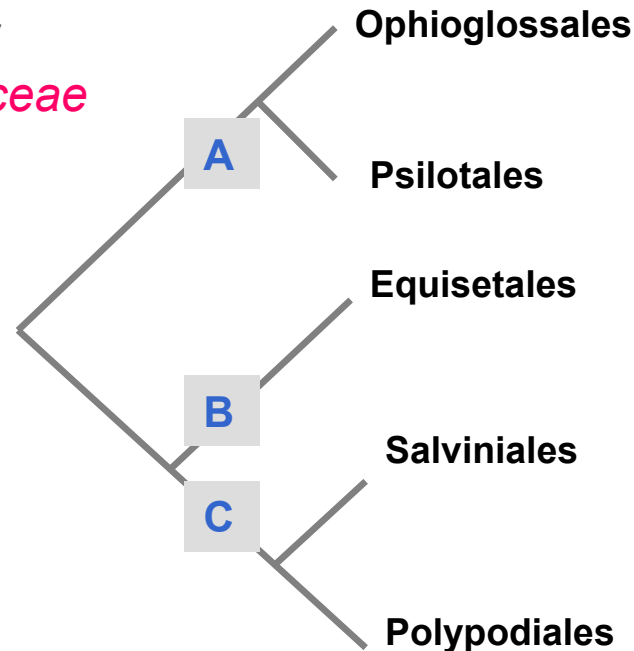 Ophioglossales
ceae
A
Psilotales
Equisetales
B
Salviniales
C
Polypodiales